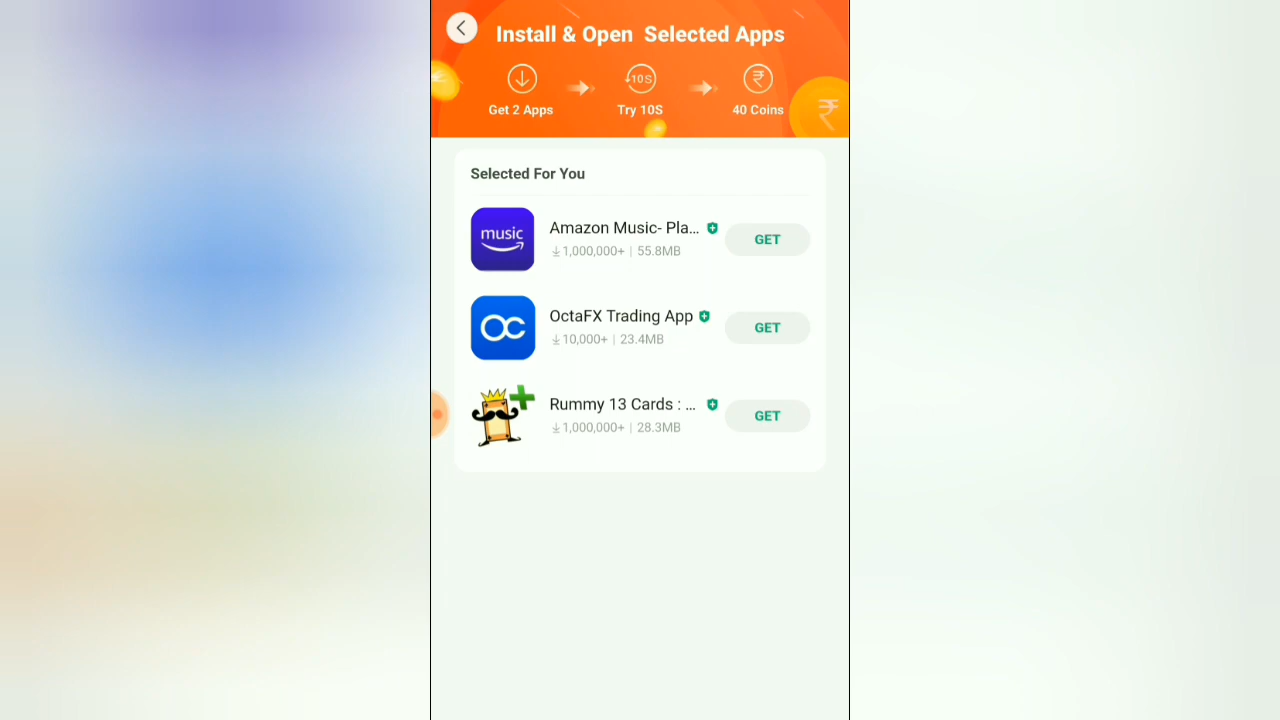 Install & Open Selected Apps
10S
₹
Get 2 Apps
Try 10S
40 Coins
₹
Selected For You
music
Amazon Music- Pla...
1,000,000+ | 55.8MB
GET
OC
OctaFX Trading App
10,000+ | 23.4MB
GET
Rummy 13 Cards : ...
1,000,000+ | 28.3MB
GET